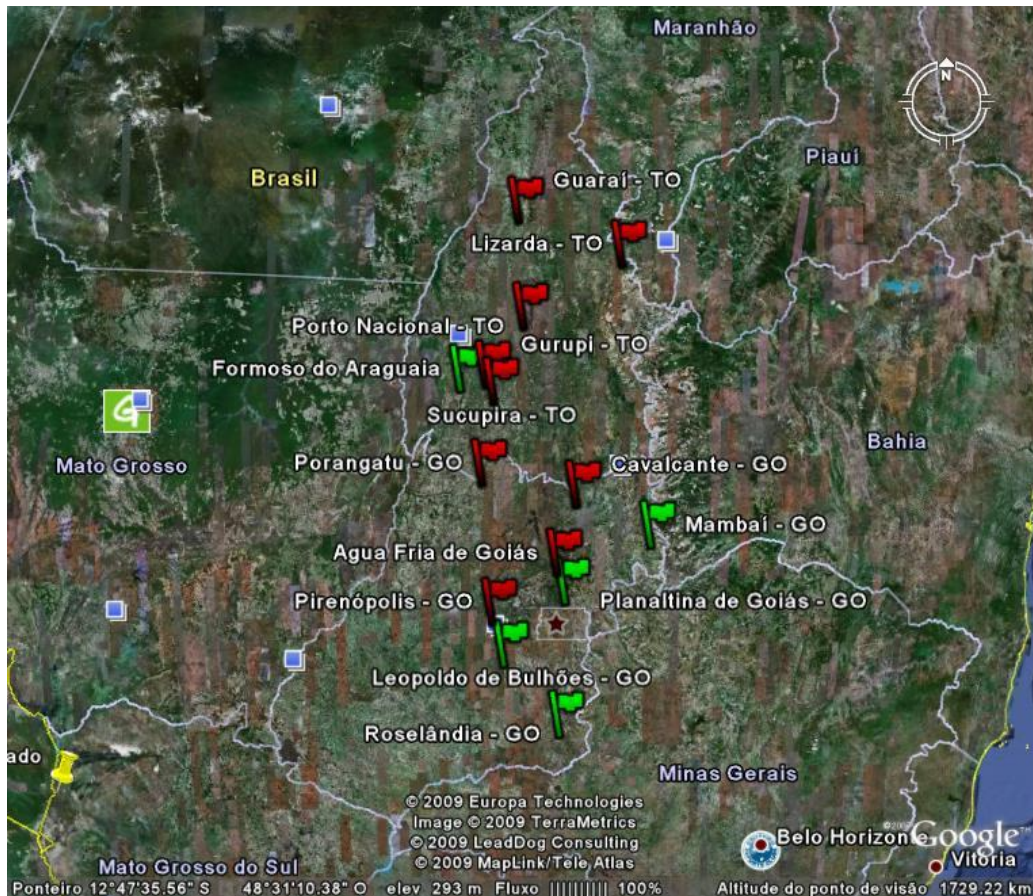 Maranhão
N
Piauí
Brasil
Guaraí - TO
Lizarda - TO
Porto Nacional - TO
Gurupi - TO
Formoso do Araguaia
Sucupira - TO
Bahia
Mato Grosso
Porangatu - GO
Cavalcante - GO
Mambaí - GO
Agua Fria de Goiás
Pirenópolis - GO
Planaltina de Goiás - GO
Leopoldo de Bulhões - GO
Roselândia - GO
ado
Minas Gerais
© 2009 Europa Technologies
Image © 2009 TerraMetrics
© 2009 LeadDog Consulting
© 2009 MapLink/Tele Atlas
Belo Horizonte
©200 Google
Vitória
Mato Grosso do Sul
Ponteiro 12°47'35.56" S 48°31'10.38" O elev 293 m Fluxo |||||||||| 100% Altitude do ponto de visão 1729.22 km